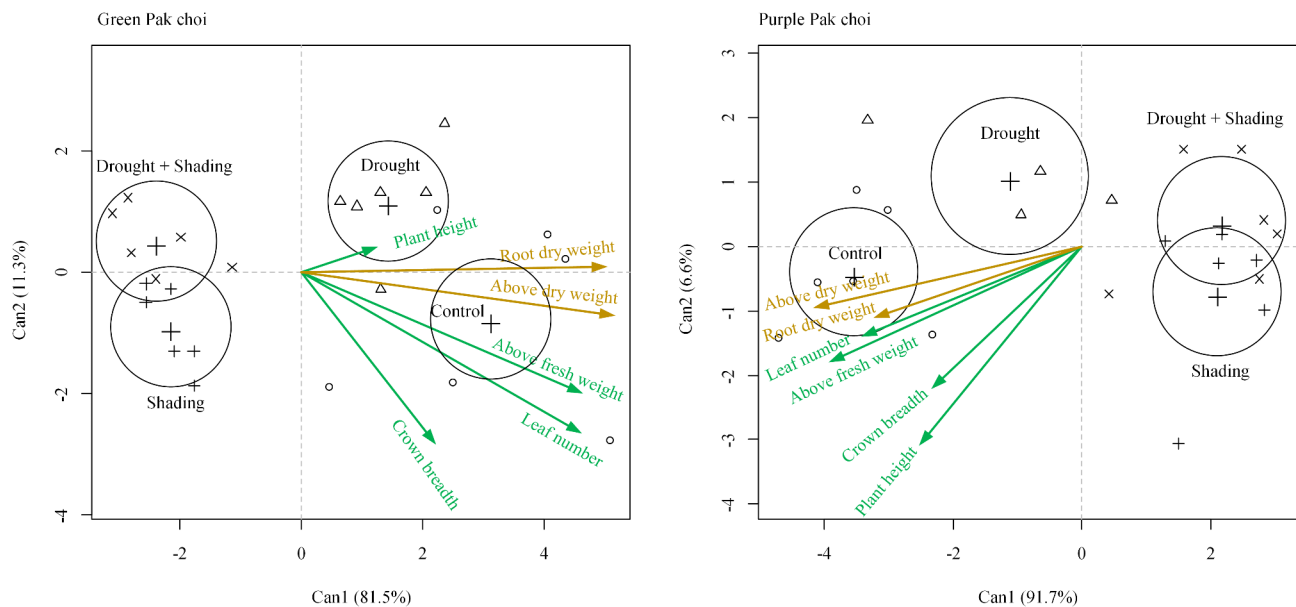 Green Pak choi
2
0
-2
-4
Can2 (11.3%)
Drought + Shading
Shading
Drought
Control
Plant height
Root dry weight
Above dry weight
Above fresh weight
Leaf number
Crown breadth
-2
0
2
4
Can1 (81.5%)
Purple Pak choi
3
2
1
0
-1
-2
-3
-4
Can2 (6.6%)
Drought
Drought + Shading
Control
Shading
Above dry weight
Root dry weight
Leaf number
Above fresh weight
Crown breadth
Plant height
-4
-2
0
2
Can1 (91.7%)